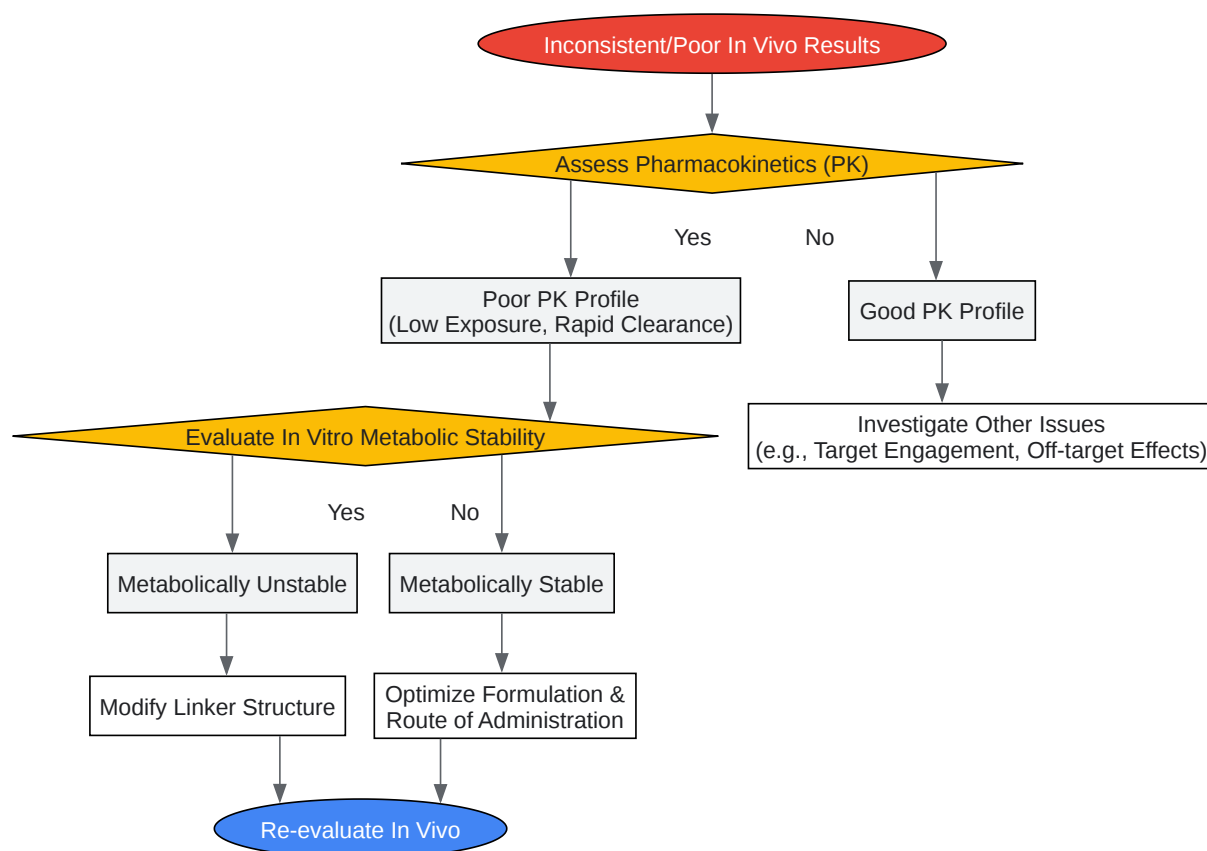 Inconsistent/Poor In Vivo Results
Assess Pharmacokinetics (PK)
Yes
No
Poor PK Profile
(Low Exposure, Rapid Clearance)
Good PK Profile
Evaluate In Vitro Metabolic Stability
Investigate Other Issues
(e.g., Target Engagement, Off-target Effects)
Yes
No
Metabolically Unstable
Metabolically Stable
Modify Linker Structure
Optimize Formulation &
Route of Administration
Re-evaluate In Vivo